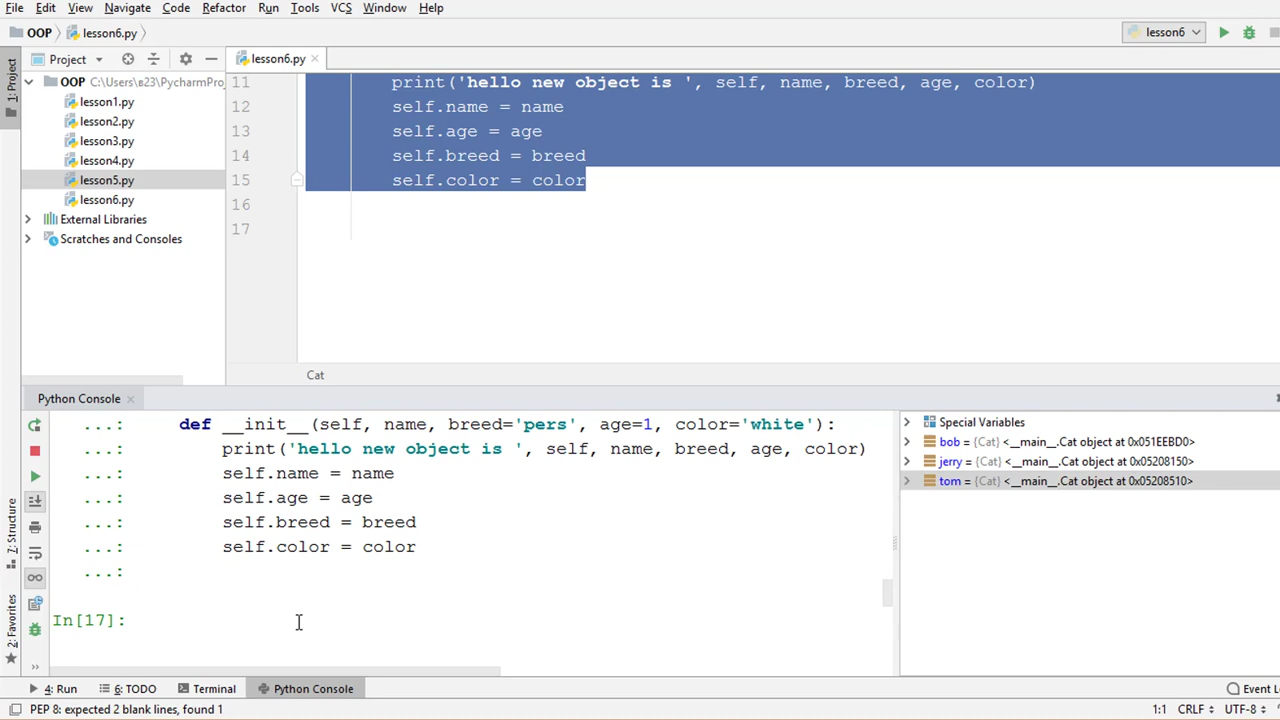 File Edit View Navigate Code Refactor Run Tools VCS Window Help
OOP lesson6.py lesson6
1: Project
Project lesson6.py
OOP C:\Users\в23\PycharmProj
lesson1.py
lesson2.py
lesson3.py
lesson4.py
lesson5.py
lesson6.py
External Libraries
Scratches and Consoles
11 print('hello new object is ', self, name, breed, age, color)
12 self.name = name
13 self.age = age
14 self.breed = breed
15 self.color = color
16
17
Cat
Python Console
...: def __init__(self, name, breed='pers', age=1, color='white'):
...: print('hello new object is ', self, name, breed, age, color)
...: self.name = name
...: self.age = age
...: self.breed = breed
...: self.color = color
...:
In[17]:
Special Variables
bob = {Cat} <__main__.Cat object at 0x051EEBD0>
jerry = {Cat} <__main__.Cat object at 0x05208150>
tom = {Cat} <__main__.Cat object at 0x05208510>
7: Structure
2: Favorites
4: Run 6: TODO Terminal Python Console Event L
PEP 8: expected 2 blank lines, found 1 1:1 CRLF UTF-8